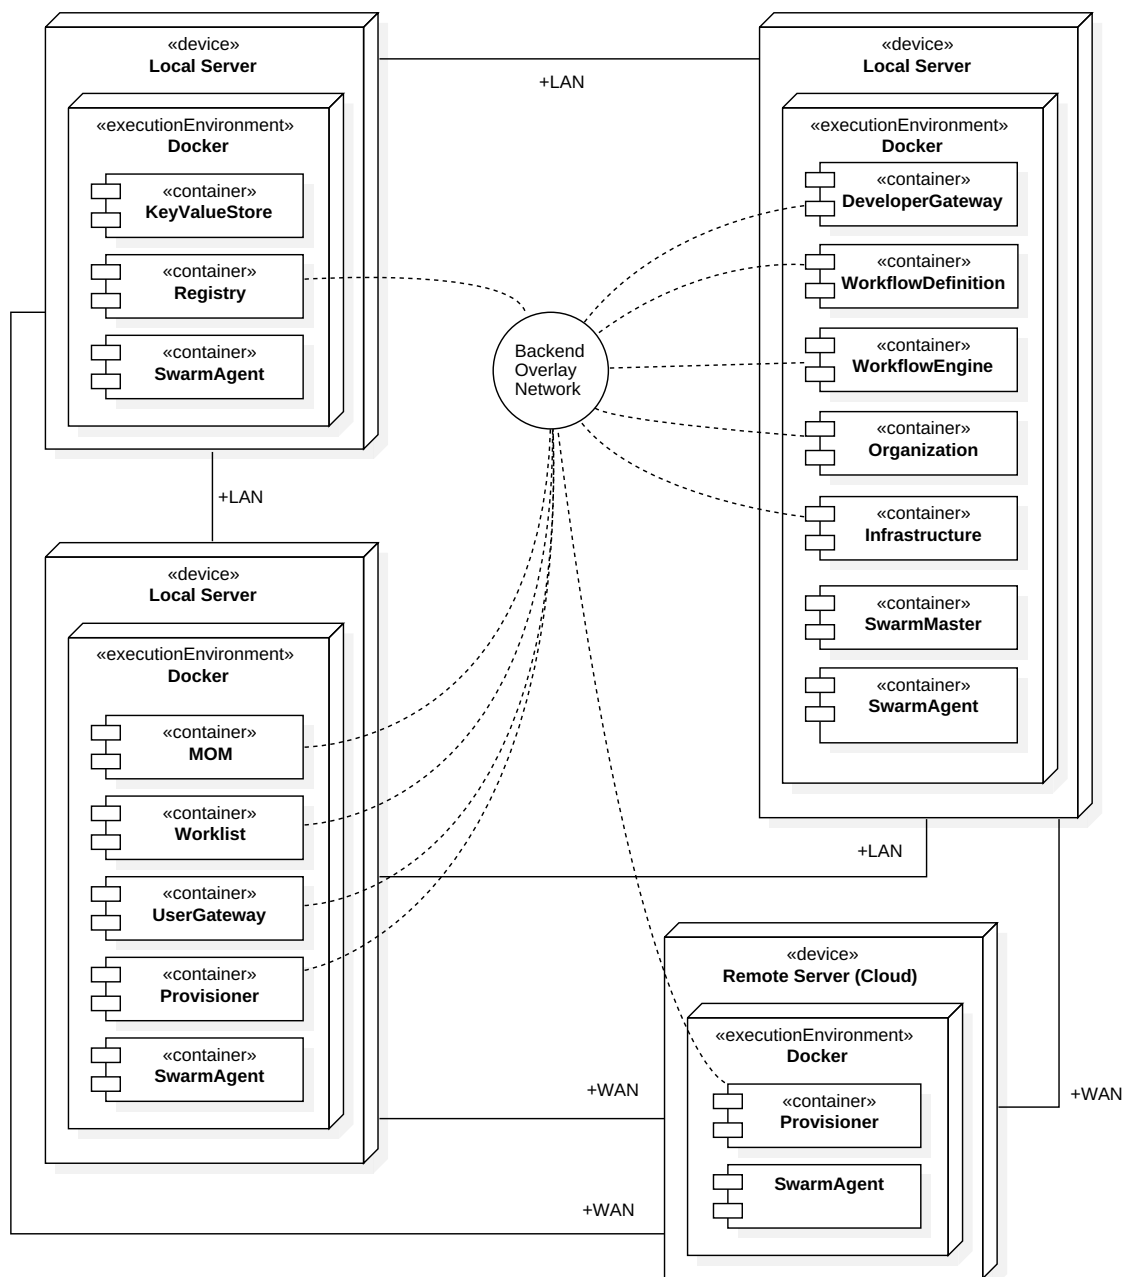 «device»
Local Server
«executionEnvironment»
Docker
«container»
KeyValueStore
«container»
Registry
«container»
SwarmAgent
+LAN
«device»
Local Server
«executionEnvironment»
Docker
«container»
DeveloperGateway
«container»
WorkflowDefinition
«container»
WorkflowEngine
«container»
Organization
«container»
Infrastructure
«container»
SwarmMaster
«container»
SwarmAgent
Backend
Overlay
Network
+LAN
«device»
Local Server
«executionEnvironment»
Docker
«container»
MOM
«container»
Worklist
«container»
UserGateway
«container»
Provisioner
«container»
SwarmAgent
+LAN
«device»
Remote Server (Cloud)
«executionEnvironment»
Docker
«container»
Provisioner
SwarmAgent
+WAN
+WAN
+WAN